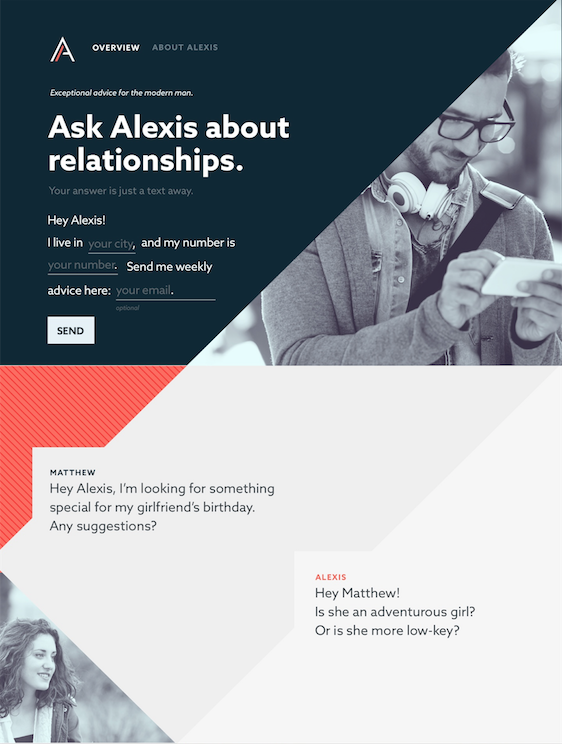 OVERVIEW ABOUT ALEXIS
Exceptional advice for the modern man.
Ask Alexis about
relationships.
Your answer is just a text away.
Hey Alexis!
I live in your city, and my number is
your number. Send me weekly
advice here: your email.
optional
SEND
MATTHEW
Hey Alexis, I'm looking for something
special for my girlfriend's birthday.
Any suggestions?
ALEXIS
Hey Matthew!
Is she an adventurous girl?
Or is she more low-key?